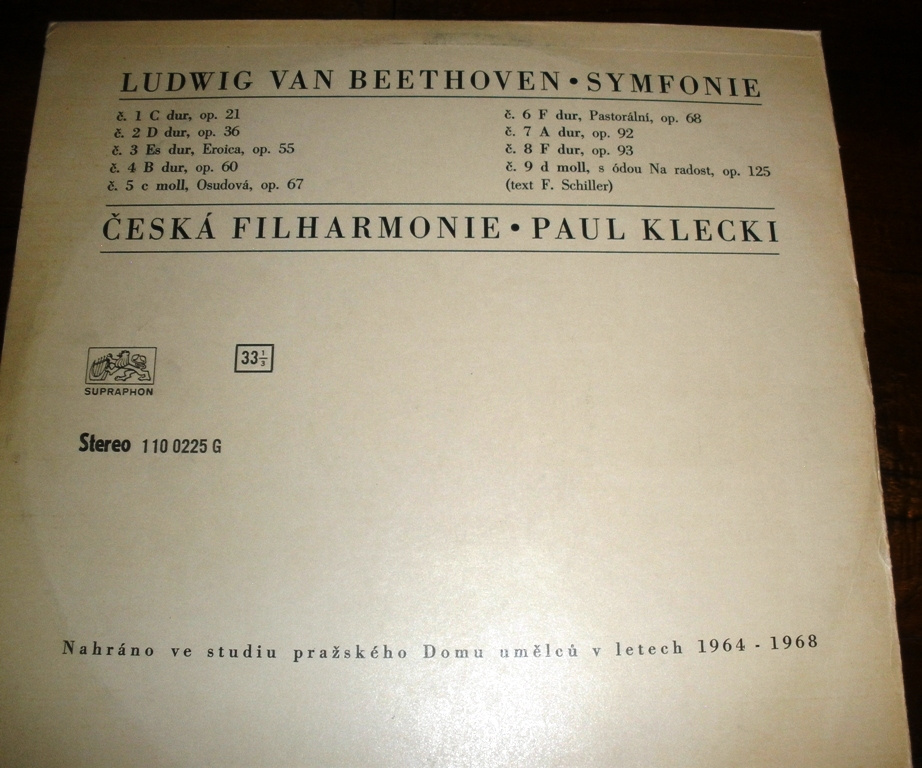 LUDWIG VAN BEETHOVEN • SYMFONIE
č. 1 C dur, op. 21
č. 2 D dur, op. 36
č. 3 Es dur, Eroica, op. 55
č. 4 B dur, op. 60
č. 5 c moll, Osudová, op. 67
č. 6 F dur, Pastorální, op. 68
č. 7 A dur, op. 92
č. 8 F dur, op. 93
č. 9 d moll, s ódou Na radost, op. 125
(text F. Schiller)
ČESKÁ FILHARMONIE • PAUL KLECKI
33 1/3
SUPRAPHON
Stereo 110 0225 G
Nahráno ve studiu pražského Domu umělců v letech 1964 - 1968